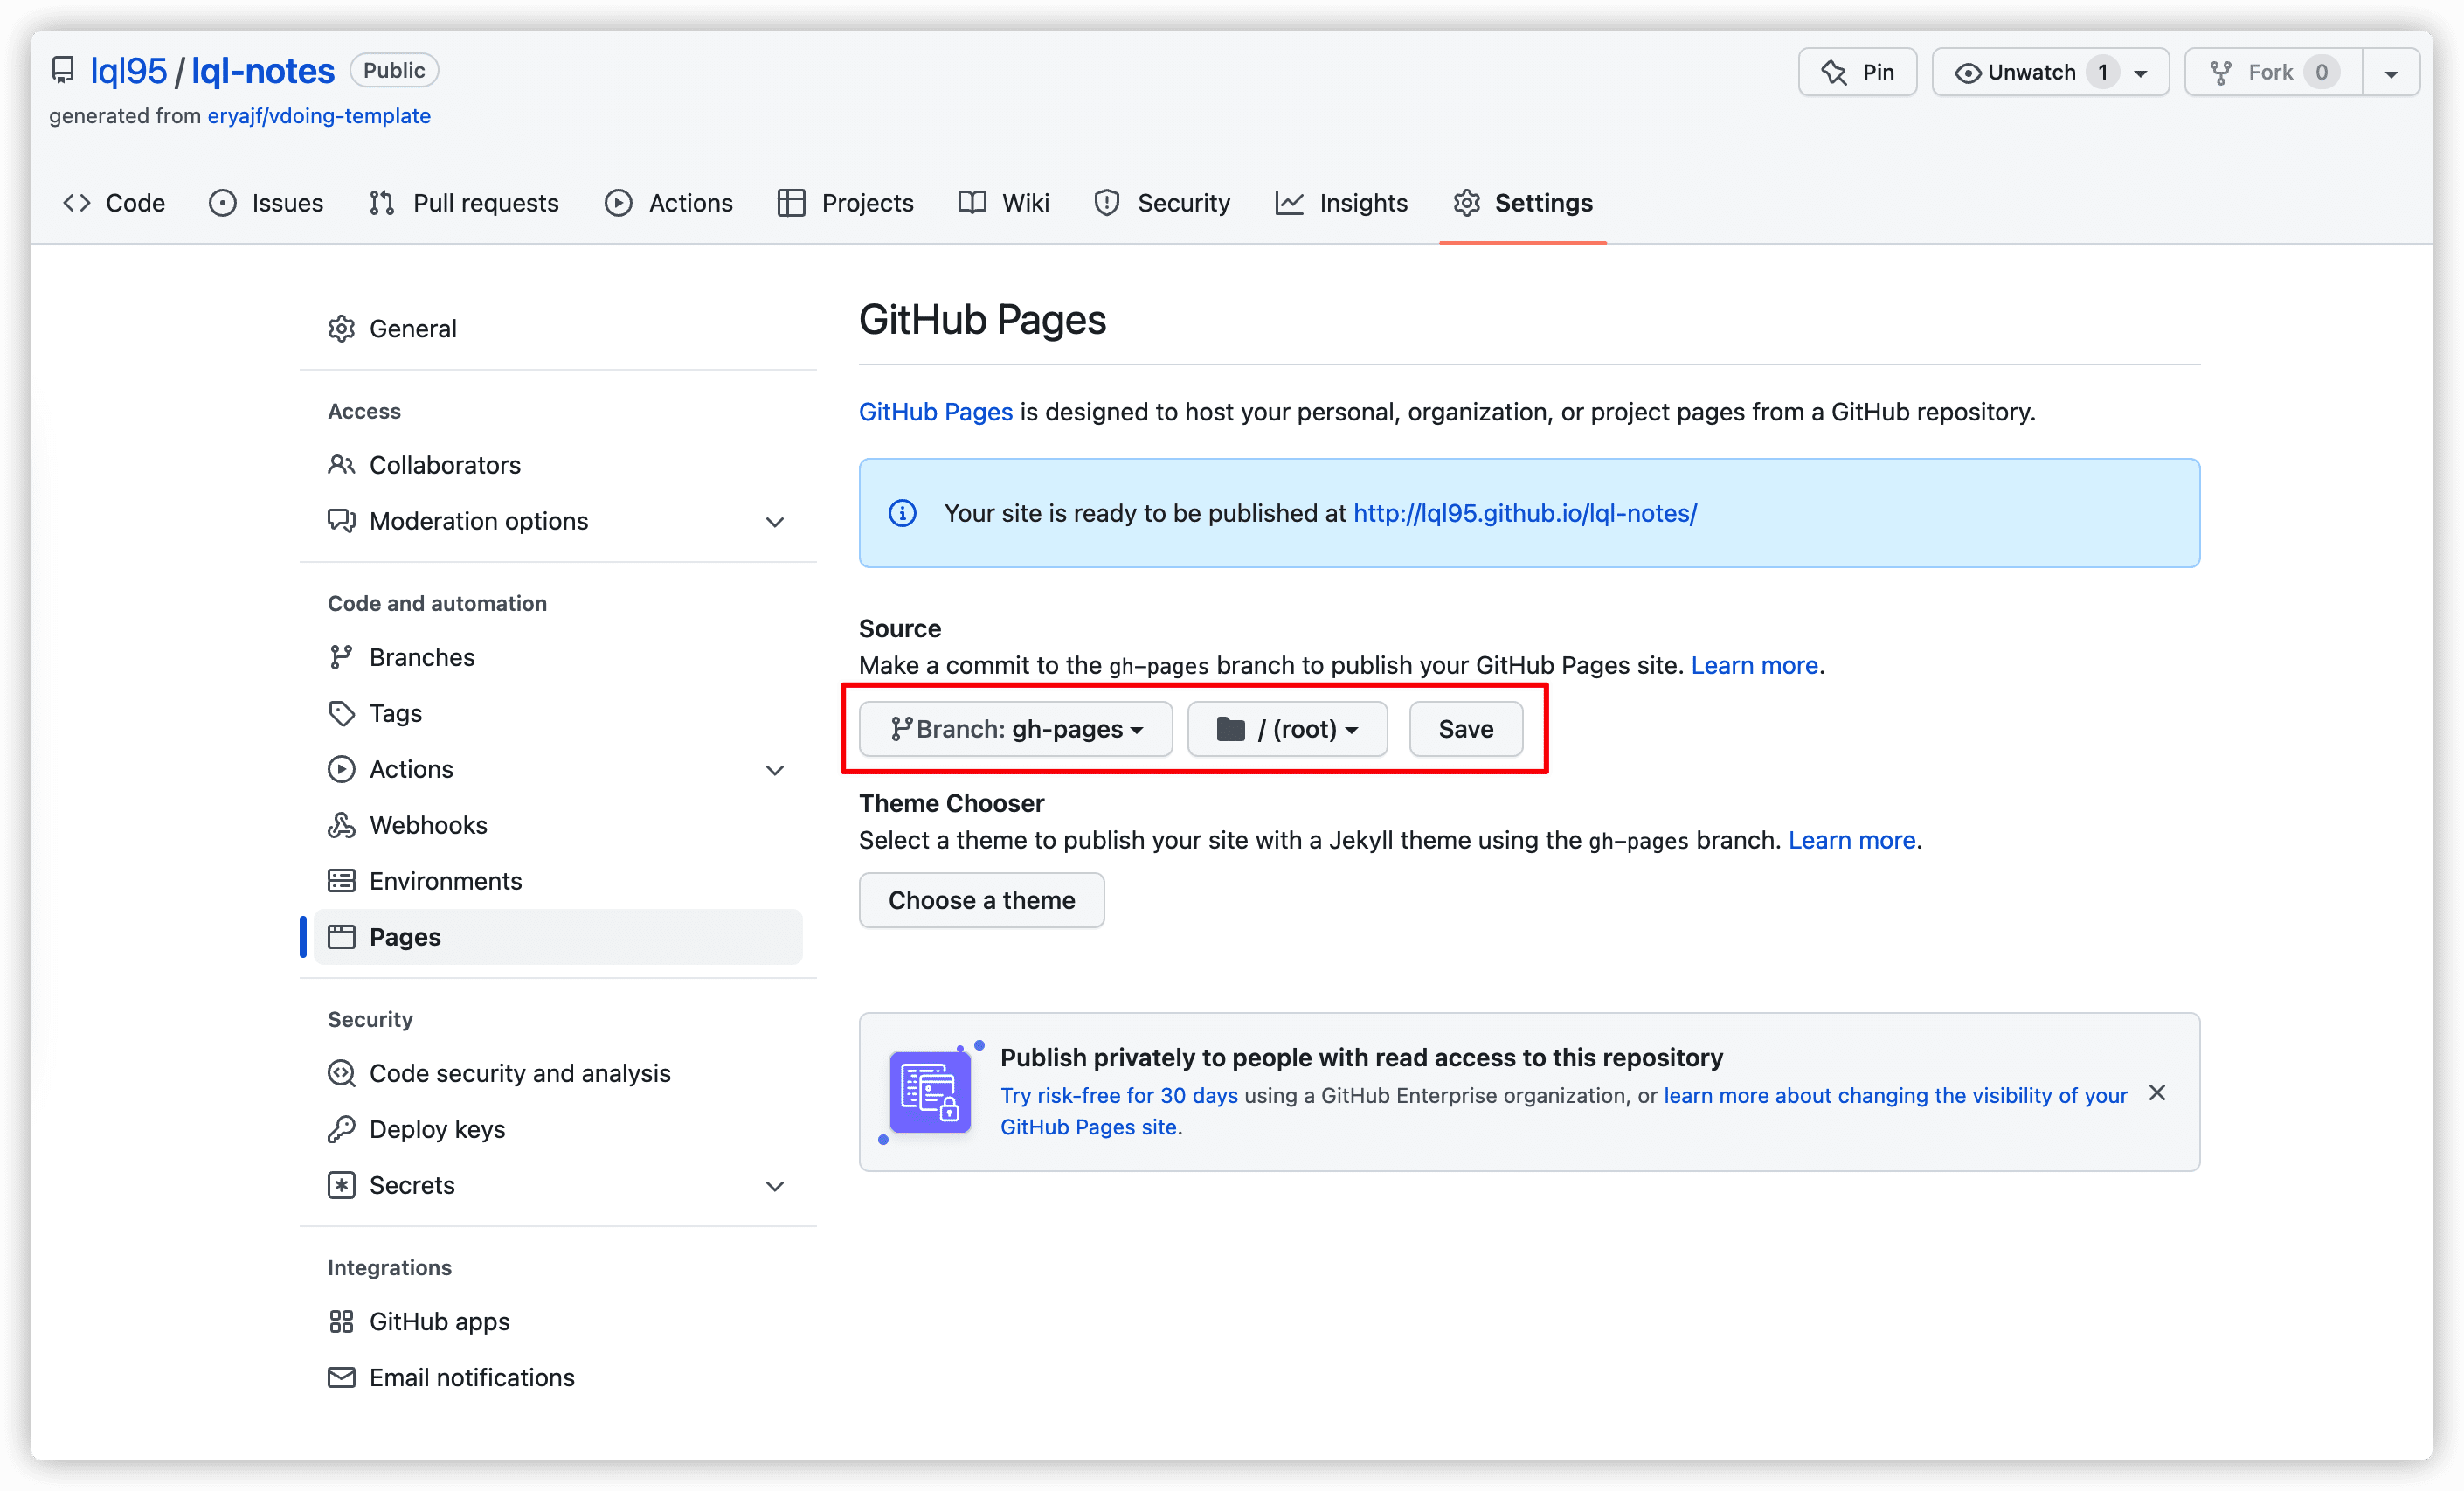 lql95 / lql-notes Public
Pin
Unwatch 1
Fork 0
generated from eryajf/vdoing-template
Code
Issues
Pull requests
Actions
Projects
Wiki
Security
Insights
Settings
General
Access
Collaborators
Moderation options
Code and automation
Branches
Tags
Actions
Webhooks
Environments
Pages
Security
Code security and analysis
Deploy keys
Secrets
Integrations
GitHub apps
Email notifications
GitHub Pages
GitHub Pages is designed to host your personal, organization, or project pages from a GitHub repository.
Your site is ready to be published at http://lql95.github.io/lql-notes/
Source
Make a commit to the gh-pages branch to publish your GitHub Pages site. Learn more.
Branch: gh-pages
/ (root)
Save
Theme Chooser
Select a theme to publish your site with a Jekyll theme using the gh-pages branch. Learn more.
Choose a theme
Publish privately to people with read access to this repository
Try risk-free for 30 days using a GitHub Enterprise organization, or learn more about changing the visibility of your
GitHub Pages site.